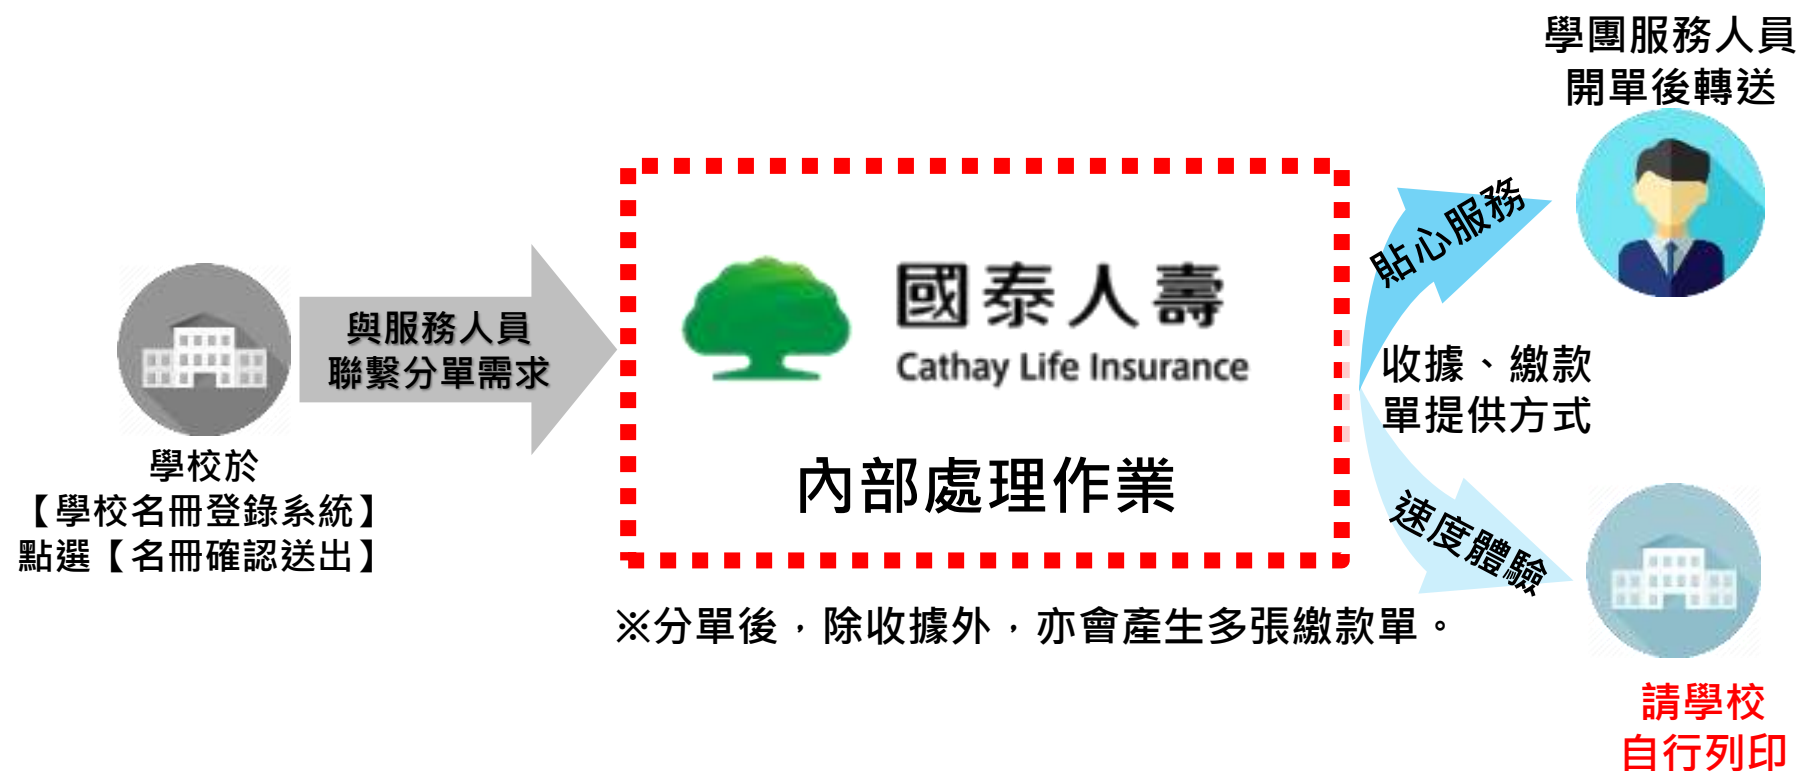 學校於
【學校名冊登錄系統】
點選【名冊確認送出】
與服務人員
聯繫分單需求
國泰人壽
Cathay Life Insurance
內部處理作業
※分單後，除收據外，亦會產生多張繳款單。
貼心服務
收據、繳款
單提供方式
速度體驗
學團服務人員
開單後轉送
請學校
自行列印